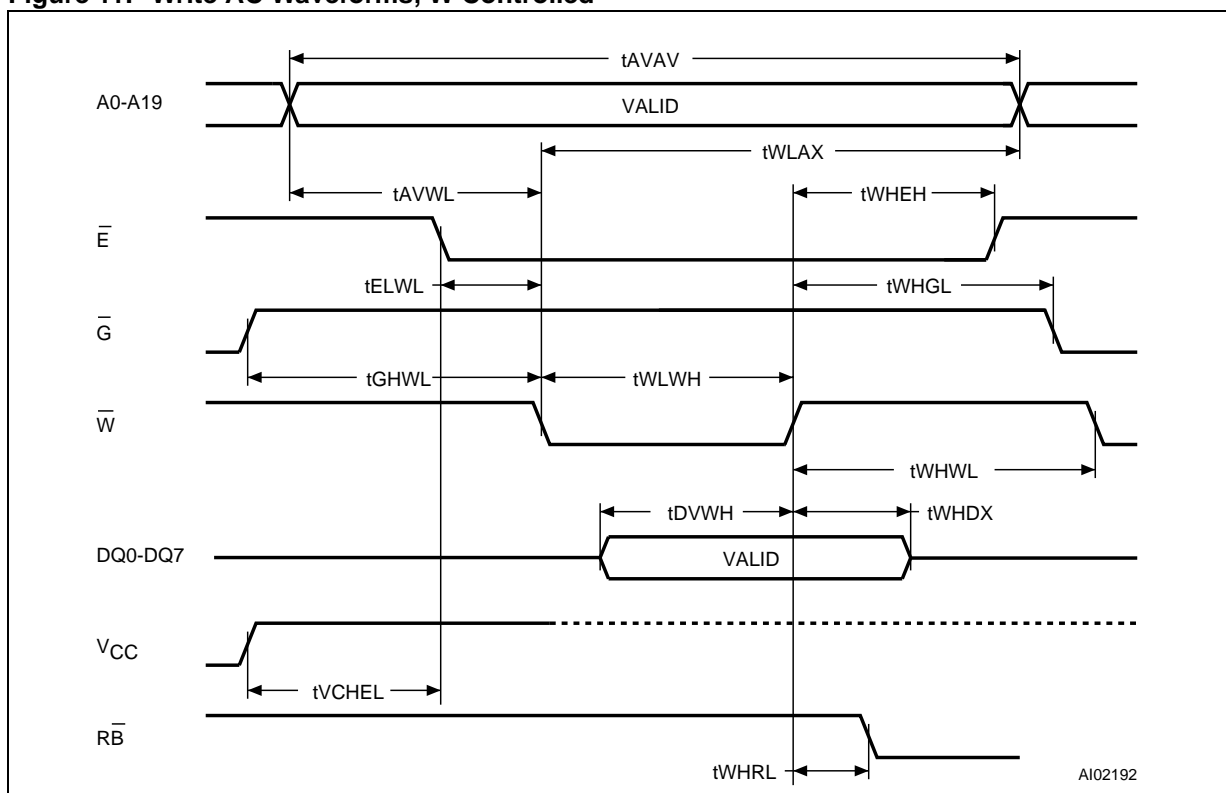 Figure 11. Write AC Waveforms, W Controlled
tAVAV
A0-A19
VALID
tWLAX
tAVWL
tWHEH
E̅
tELWL
tWHGL
G̅
tGHWL
tWLWH
W̅
tWHWL
tDVWH
tWHDX
DQ0-DQ7
VALID
VCC
tVCHEL
RB̅
tWHRL
AI02192